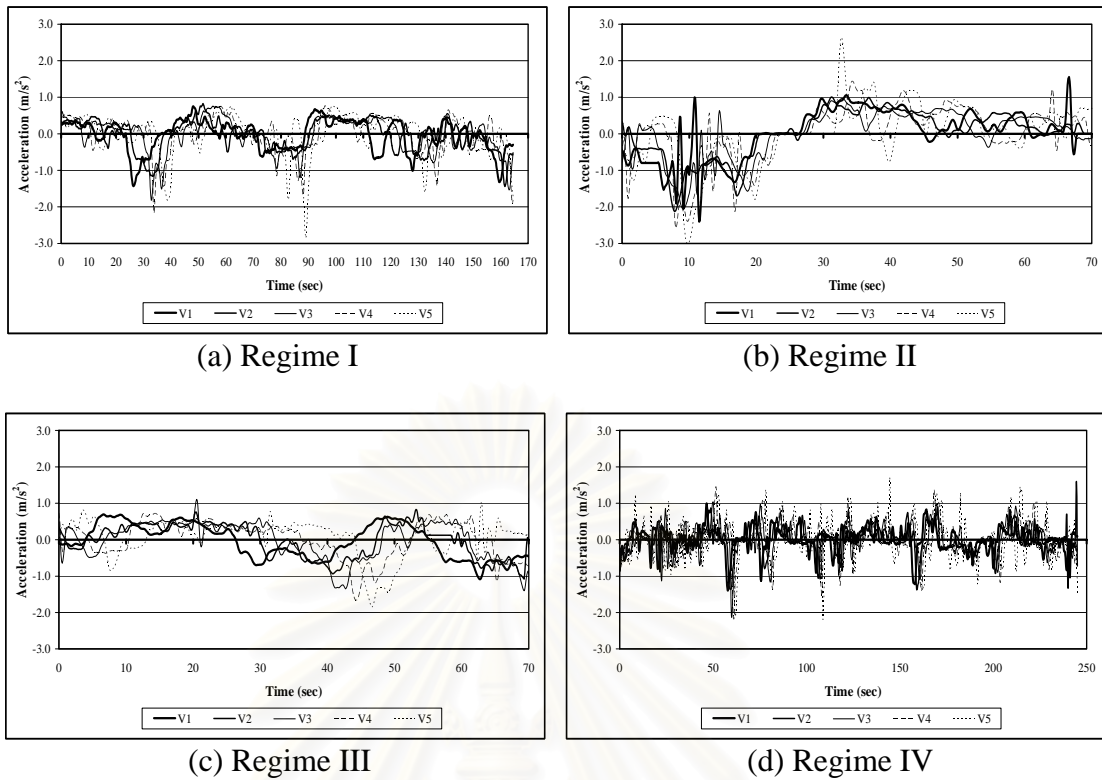 3.0
2.0
1.0
0.0
-1.0
-2.0
-3.0
Acceleration (m/s²)
0 10 20 30 40 50 60 70 80 90 100 110 120 130 140 150 160 170
Time (sec)
V1 V2 V3 V4 V5
(a) Regime I
3.0
2.0
1.0
0.0
-1.0
-2.0
-3.0
Acceleration (m/s²)
0 10 20 30 40 50 60 70
Time (sec)
V1 V2 V3 V4 V5
(b) Regime II
3.0
2.0
1.0
0.0
-1.0
-2.0
-3.0
Acceleration (m/s²)
0 10 20 30 40 50 60 70
Time (sec)
V1 V2 V3 V4 V5
(c) Regime III
3.0
2.0
1.0
0.0
-1.0
-2.0
-3.0
Acceleration (m/s²)
0 50 100 150 200 250
Time (sec)
V1 V2 V3 V4 V5
(d) Regime IV